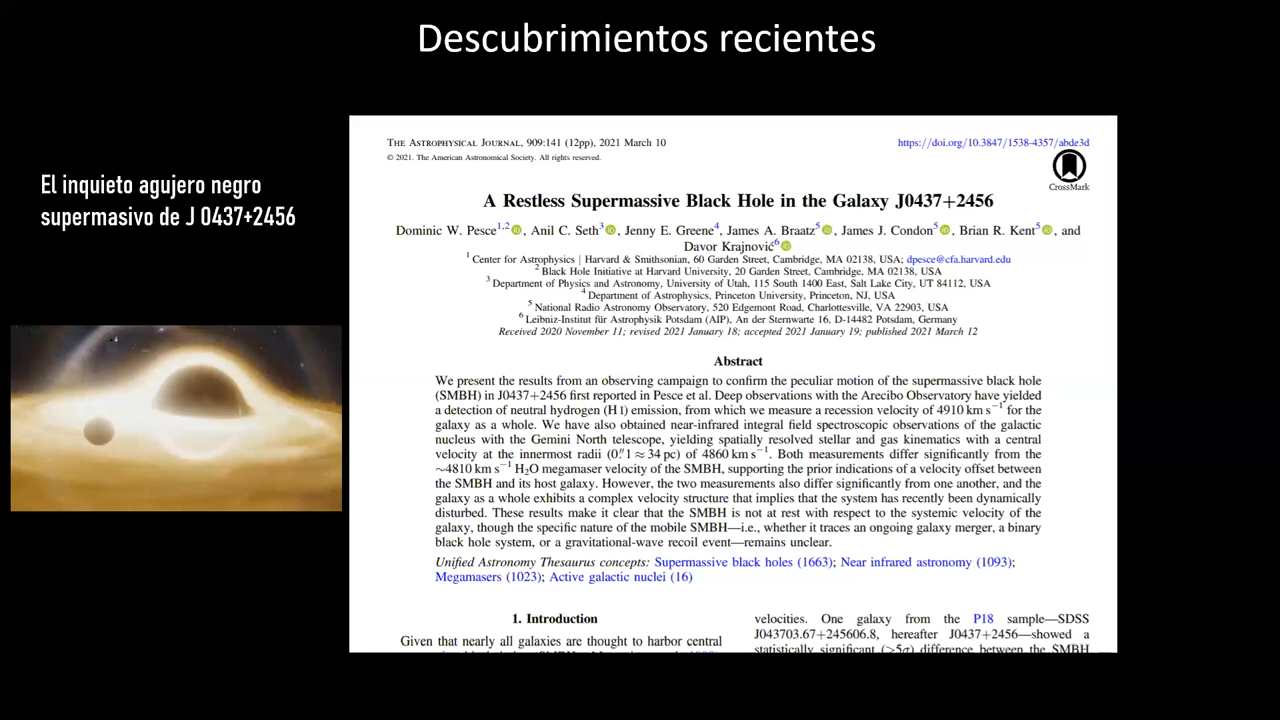 Descubrimientos recientes
El inquieto agujero negro
supermasivo de J 0437+2456
THE ASTROPHYSICAL JOURNAL, 909:141 (12pp), 2021 March 10
https://doi.org/10.3847/1538-4357/abde3d
© 2021. The American Astronomical Society. All rights reserved.
CrossMark
A Restless Supermassive Black Hole in the Galaxy J0437+2456
Dominic W. Pesce1,2, Anil C. Seth3, Jenny E. Greene4, James A. Braatz5, James J. Condon5, Brian R. Kent5, and
Davor Krajnović6
1 Center for Astrophysics | Harvard & Smithsonian, 60 Garden Street, Cambridge, MA 02138, USA; dpesce@cfa.harvard.edu
2 Black Hole Initiative at Harvard University, 20 Garden Street, Cambridge, MA 02138, USA
3 Department of Physics and Astronomy, University of Utah, 115 South 1400 East, Salt Lake City, UT 84112, USA
4 Department of Astrophysics, Princeton University, Princeton, NJ, USA
5 National Radio Astronomy Observatory, 520 Edgemont Road, Charlottesville, VA 22903, USA
6 Leibniz-Institut für Astrophysik Potsdam (AIP), An der Sternwarte 16, D-14482 Potsdam, Germany
Received 2020 November 11; revised 2021 January 18; accepted 2021 January 19; published 2021 March 12
Abstract
We present the results from an observing campaign to confirm the peculiar motion of the supermassive black hole
(SMBH) in J0437+2456 first reported in Pesce et al. Deep observations with the Arecibo Observatory have yielded
a detection of neutral hydrogen (H I) emission, from which we measure a recession velocity of 4910 km s−1 for the
galaxy as a whole. We have also obtained near-infrared integral field spectroscopic observations of the galactic
nucleus with the Gemini North telescope, yielding spatially resolved stellar and gas kinematics with a central
velocity at the innermost radii (0.″1 ≈ 34 pc) of 4860 km s−1. Both measurements differ significantly from the
~4810 km s−1 H2O megamaser velocity of the SMBH, supporting the prior indications of a velocity offset between
the SMBH and its host galaxy. However, the two measurements also differ significantly from one another, and the
galaxy as a whole exhibits a complex velocity structure that implies that the system has recently been dynamically
disturbed. These results make it clear that the SMBH is not at rest with respect to the systemic velocity of the
galaxy, though the specific nature of the mobile SMBH—i.e., whether it traces an ongoing galaxy merger, a binary
black hole system, or a gravitational-wave recoil event—remains unclear.
Unified Astronomy Thesaurus concepts: Supermassive black holes (1663); Near infrared astronomy (1093);
Megamasers (1023); Active galactic nuclei (16)
1. Introduction
Given that nearly all galaxies are thought to harbor central
velocities. One galaxy from the P18 sample—SDSS
J043703.67+245606.8, hereafter J0437+2456—showed a
statistically significant (>5σ) difference between the SMBH